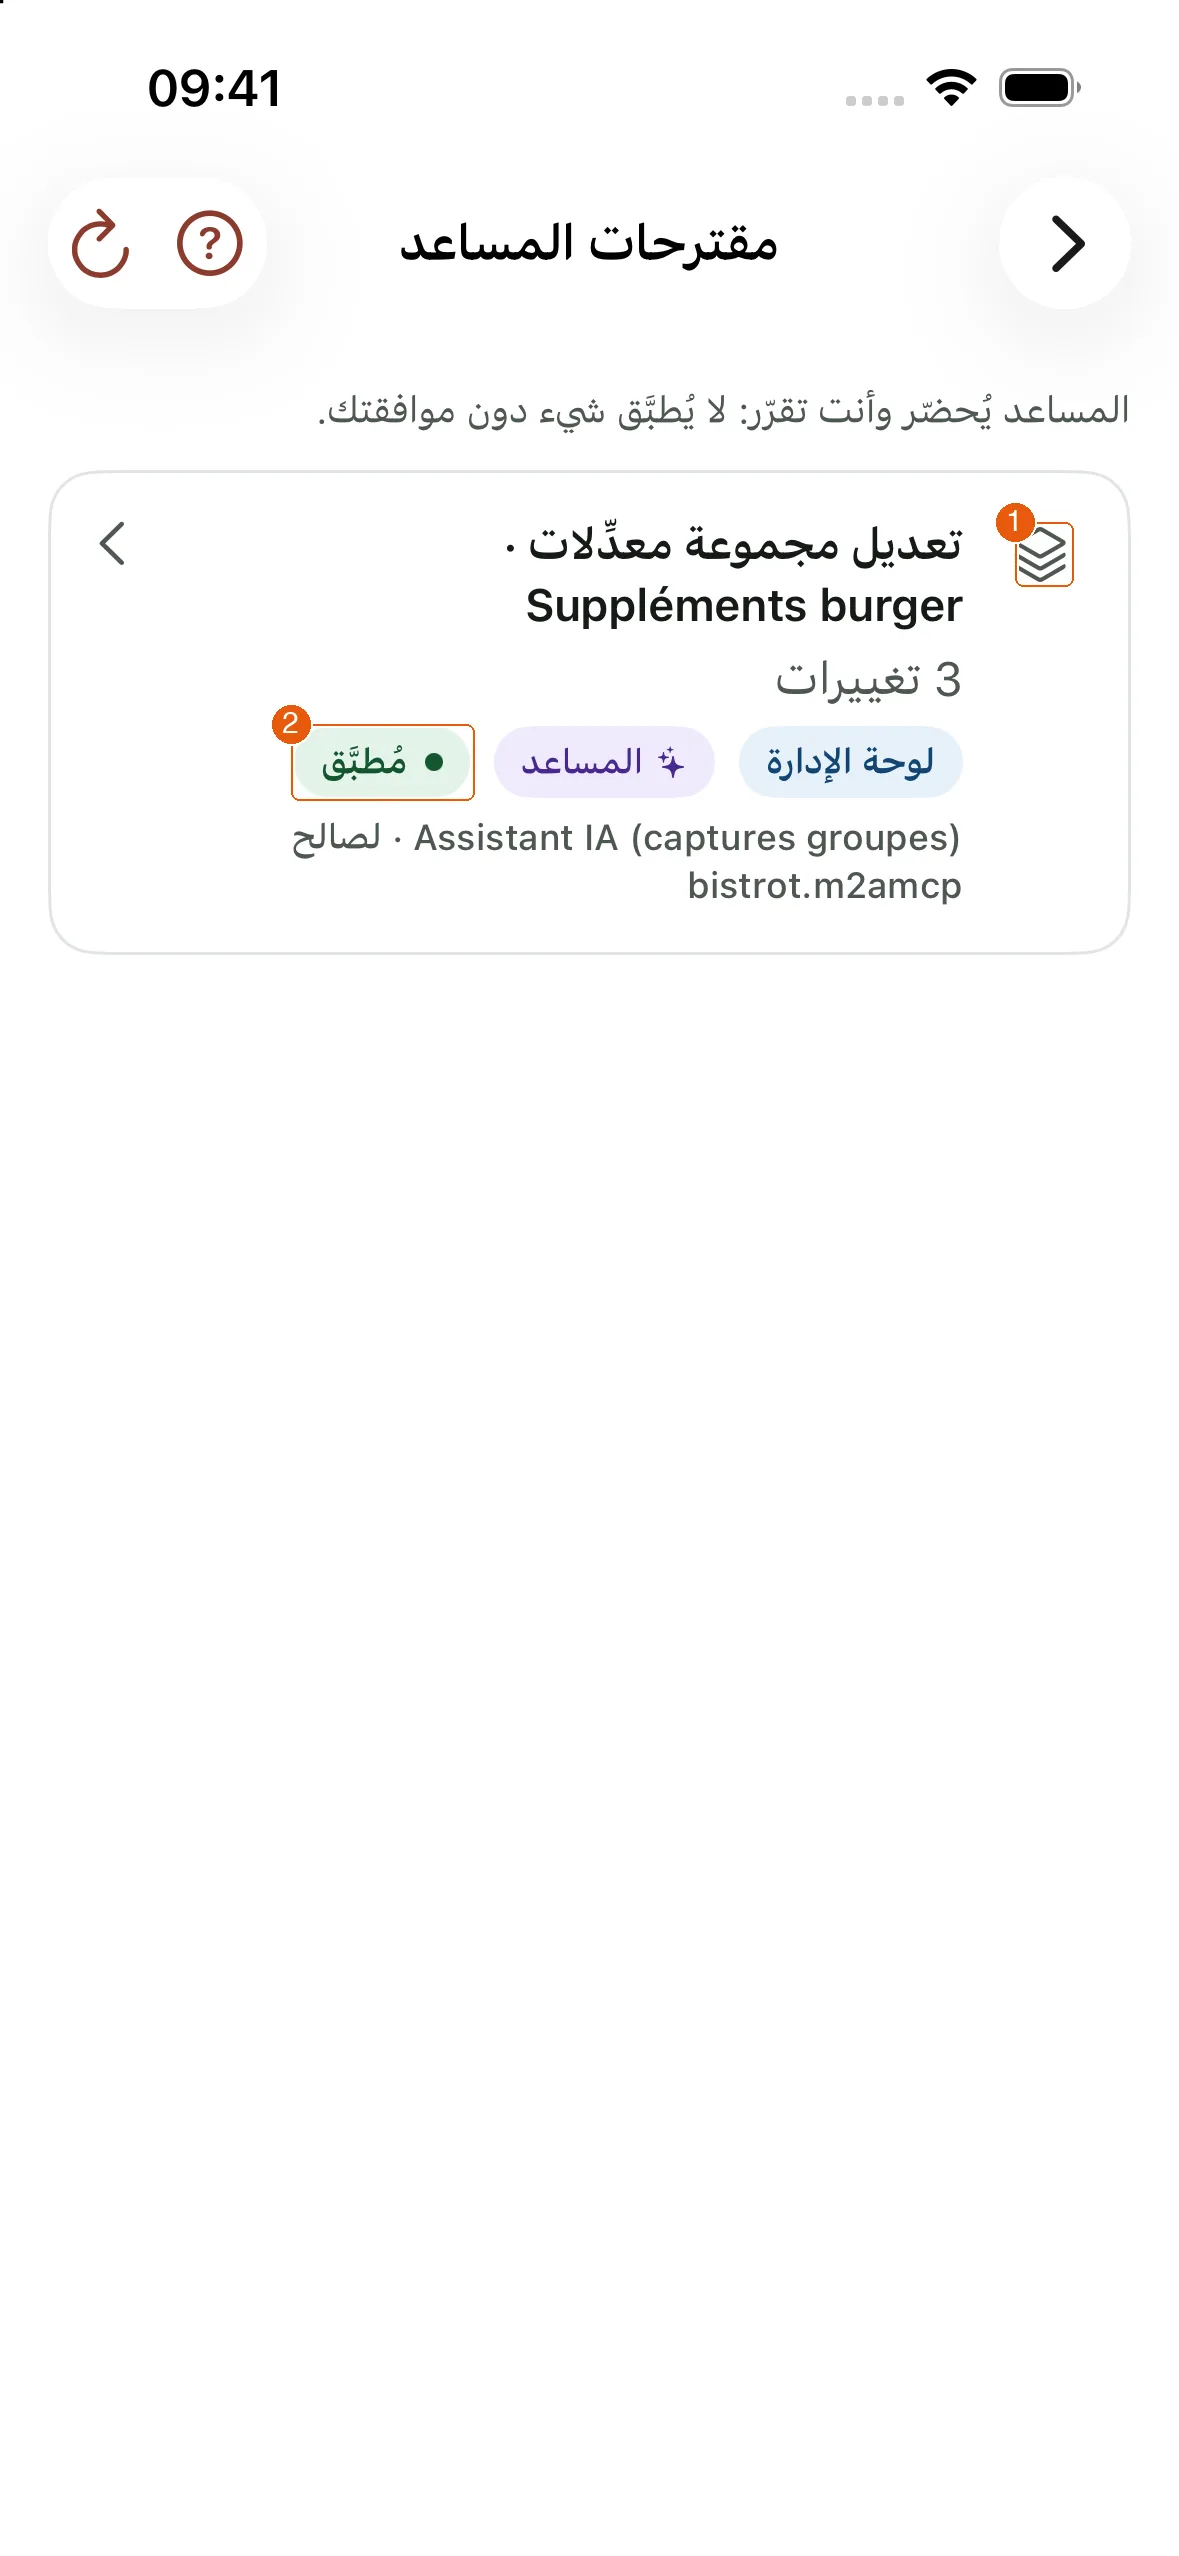 09:41
مقترحات المساعد
المساعد يُحضّر وأنت تقرّر: لا يُطبَّق شيء دون موافقتك.
1
تعديل مجموعة معدِّلات ·
Suppléments burger
3 تغييرات
2
لوحة الإدارة
المساعد
مُطبَّق
Assistant IA (captures groupes) · لصالح
bistrot.m2amcp